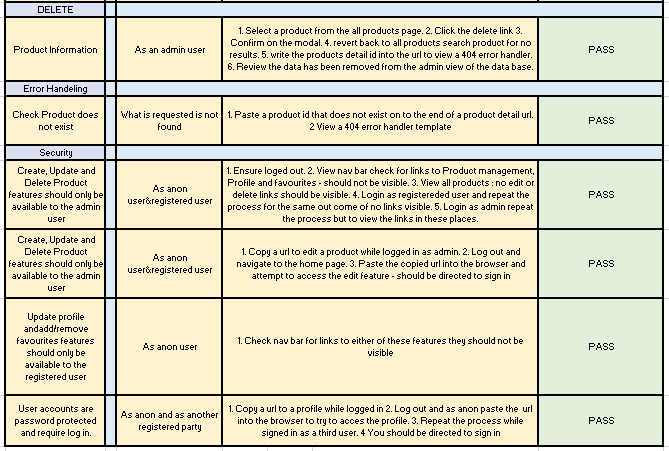 DELETE
Product Information
As an admin user
1. Select a product from the all products page. 2. Click the delete link 3.
Confirm on the modal. 4. revert back to all products search product for no
results. 5. write the products detail id into the url to view a 404 error handler.
6. Review the data has been removed from the admin view of the data base.
PASS
Error Handeling
Check Product does
not exist
What is requested is not
found
1. Paste a product id that does not exist on to the end of a product detail url.
2 View a 404 error handler template
PASS
Security
Create, Update and
Delete Product
features should only be
available to the admin
user
As anon
user&registered user
1. Ensure loged out. 2. View nav bar check for links to Product management,
Profile and favourites - should not be visible. 3. View all products : no edit or
delete links should be visible. 4. Login as registereded user and repeat the
process for the same out come of no links visible. 5. Login as admin repeat
the process but to view the links in these places.
PASS
Create, Update and
Delete Product
features should only be
available to the admin
user
As anon
user&registered user
1. Copy a url to edit a product while logged in as admin. 2. Log out and
navigate to the home page. 3. Paste the copied url into the browser and
attempt to access the edit feature - should be directed to sign in
PASS
Update profile
andadd/remove
favourites features
should only be
available to the
registered user
As anon user
1. Check nav bar for links to either of these features they should not be
visible
PASS
User accounts are
password protected
and require log in.
As anon and as another
registered party
1. Copy a url to a profile while logged in 2. Log out and as anon paste the url
into the browser to try to acces the profile. 3. Repeat the process while
signed in as a third user. 4 You should be directed to sign in
PASS